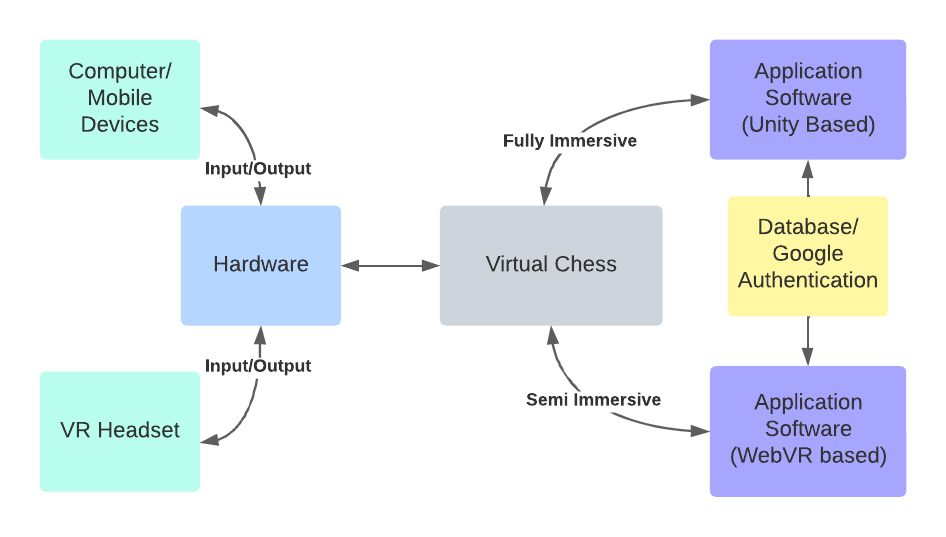 Computer/
Mobile
Devices
Application
Software
(Unity Based)
Fully Immersive
Input/Output
Database/
Google
Authentication
Hardware
Virtual Chess
Input/Output
Semi Immersive
VR Headset
Application
Software
(WebVR based)